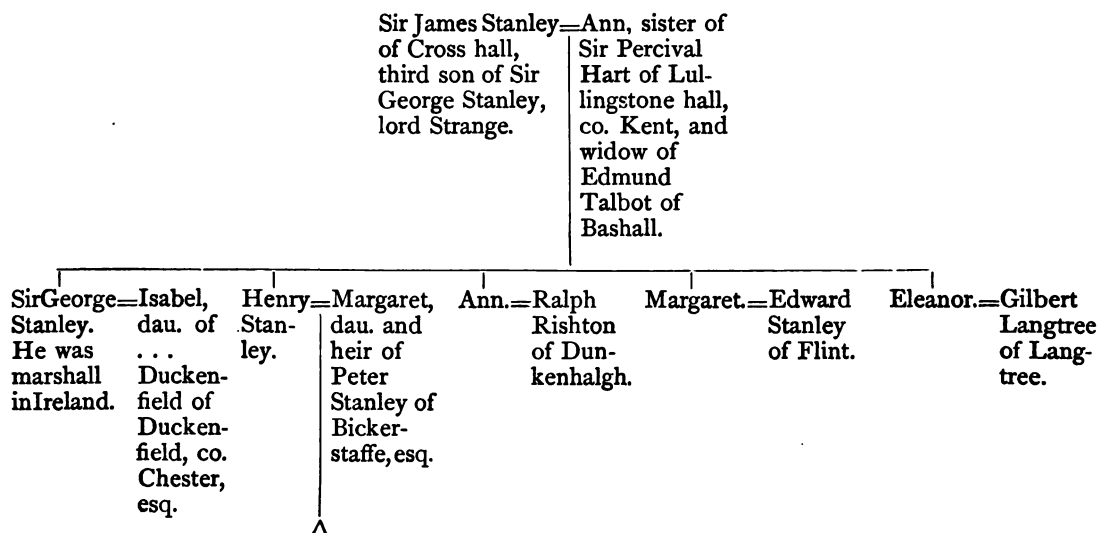 Sir James Stanley=Ann, sister of
of Cross hall, Sir Percival
third son of Sir Hart of Lul-
George Stanley, lingstone hall,
lord Strange. co. Kent, and
widow of
Edmund
Talbot of
Bashall.
SirGeorge=Isabel, Henry=Margaret, Ann.=Ralph Margaret.=Edward Eleanor.=Gilbert
Stanley. dau. of Stan- dau. and Rishton Stanley Langtree
He was ... ley. heir of of Dun- of Flint. of Lang-
marshall Ducken- Peter kenhalgh. tree.
inIreland. field of Stanley of
Ducken- Bicker-
field, co. staffe, esq.
Chester,
esq.